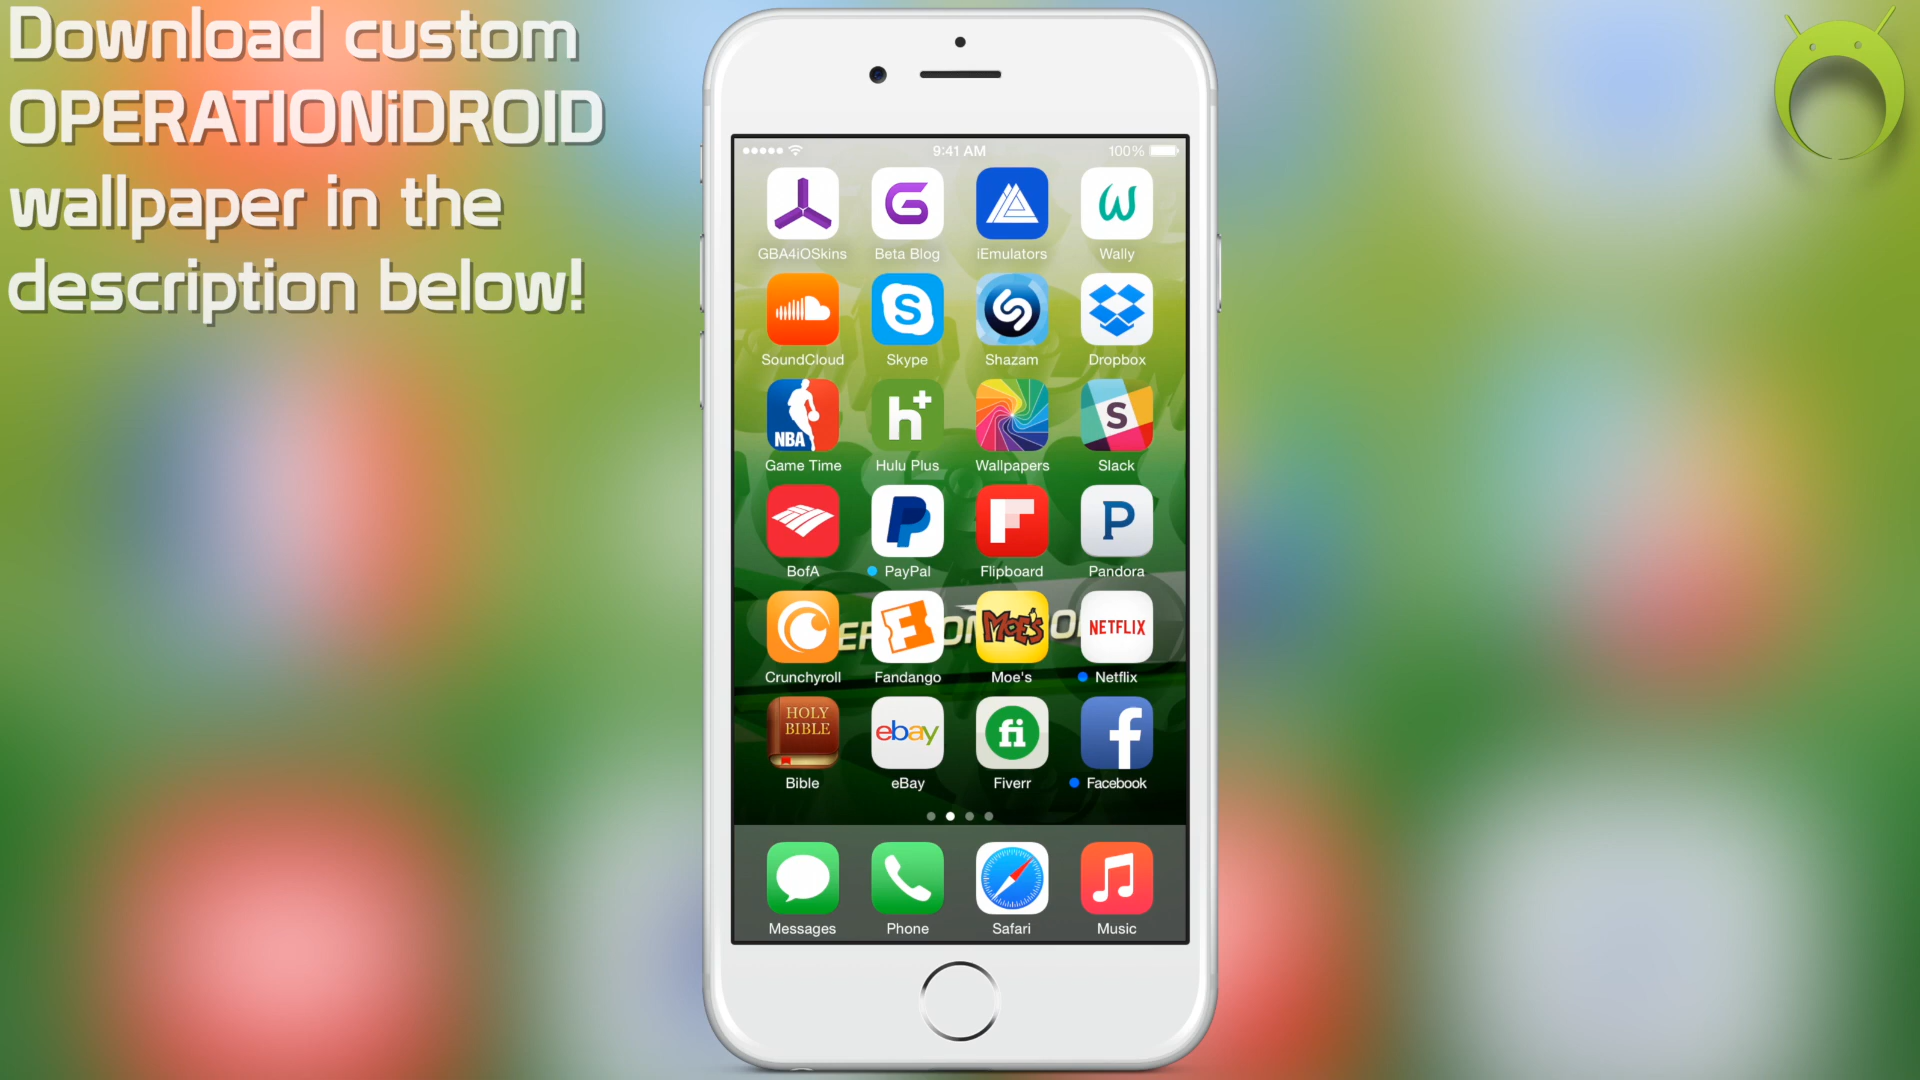 Download custom
OPERATIONiDROID
wallpaper in the
description below!
9:41 AM 100%
GBA4iOSkins Beta Blog iEmulators Wally
SoundCloud Skype Shazam Dropbox
NBA h+ S
Game Time Hulu Plus Wallpapers Slack
P
BofA PayPal Flipboard Pandora
MOE'S NETFLIX
Crunchyroll Fandango Moe's Netflix
HOLY
BIBLE ebay fi f
Bible eBay Fiverr Facebook
Messages Phone Safari Music